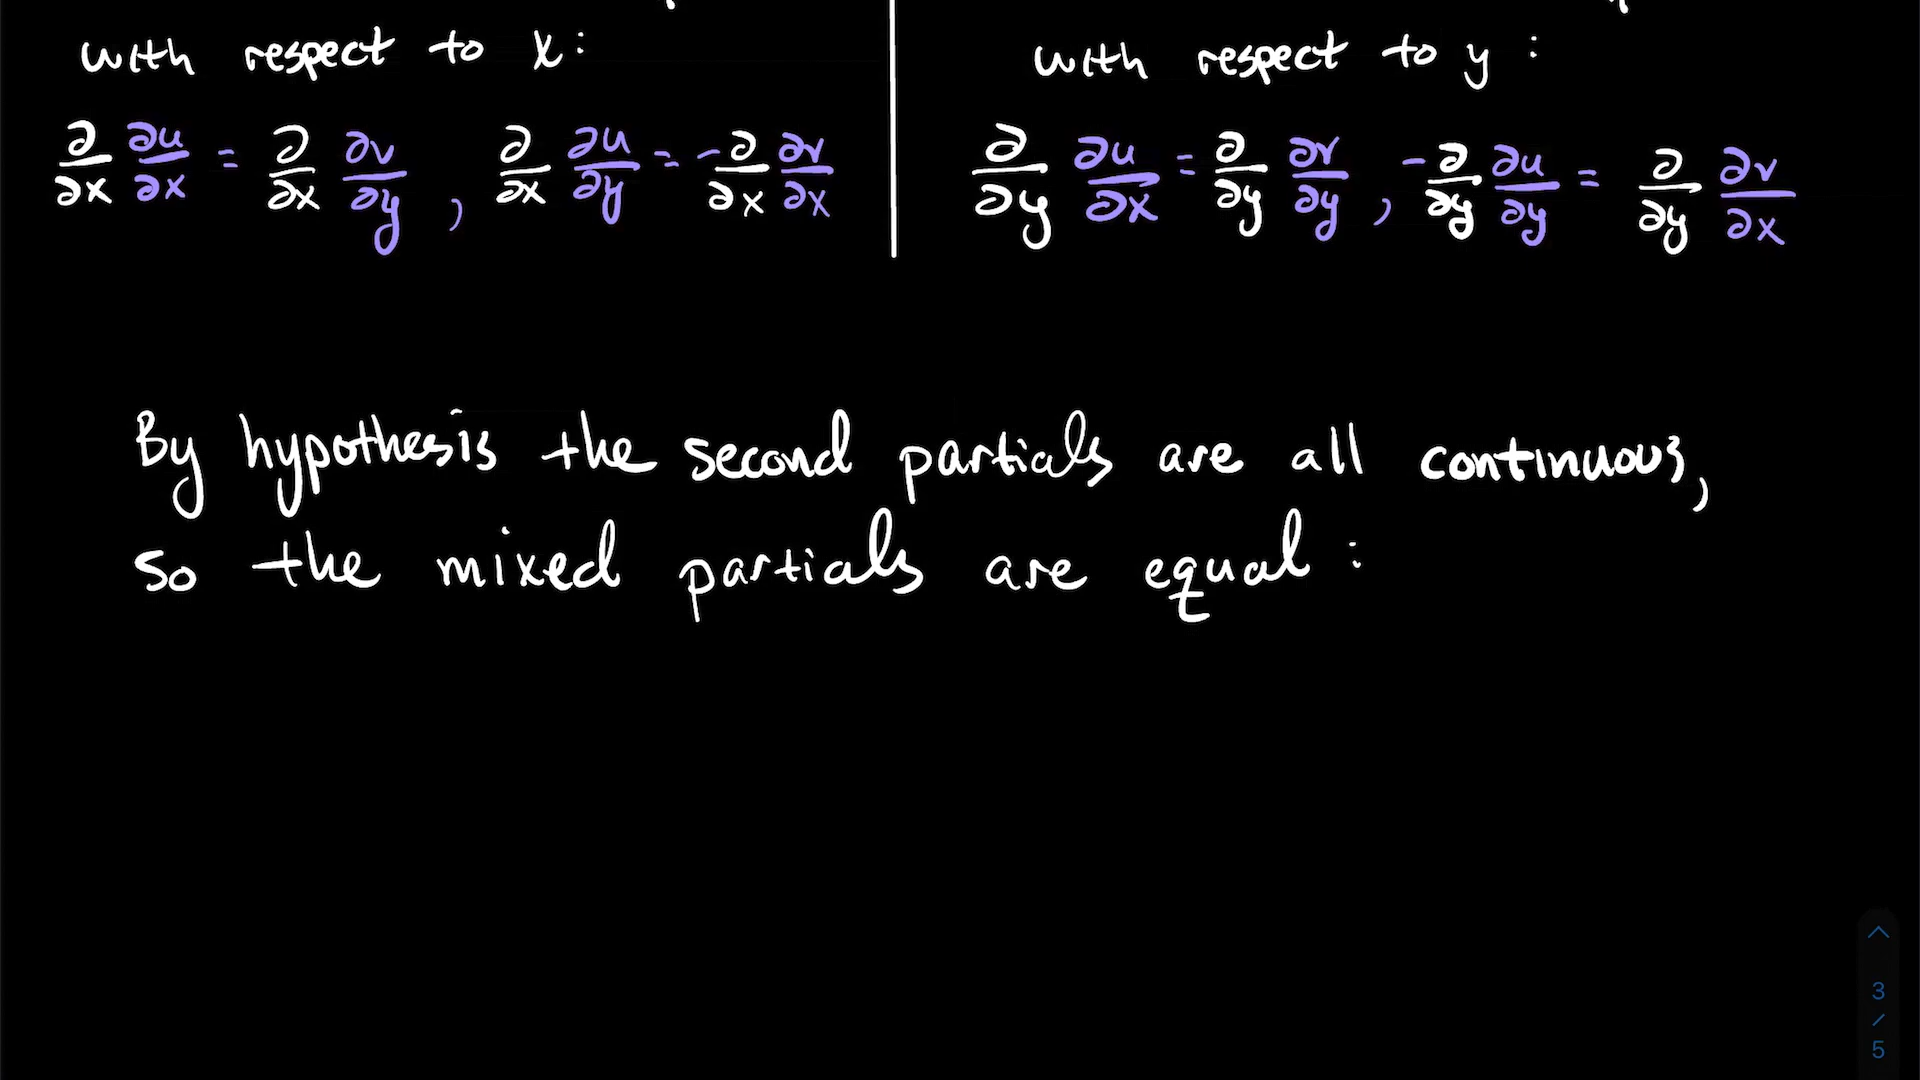 with respect to x:
∂/∂x ∂u/∂x = ∂/∂x ∂v/∂y , ∂/∂x ∂u/∂y = -∂/∂x ∂v/∂x
with respect to y:
∂/∂y ∂u/∂x = ∂/∂y ∂v/∂y , -∂/∂y ∂u/∂y = ∂/∂y ∂v/∂x
By hypothesis the second partials are all continuous,
so the mixed partials are equal:
3
/
5